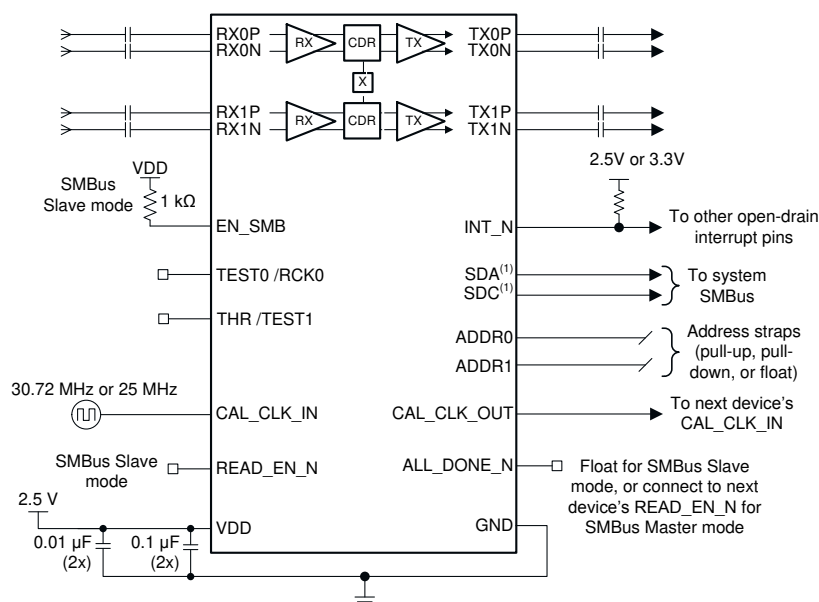 RX0P
RX0N
RX
CDR
TX
TX0P
TX0N
X
RX1P
RX1N
RX
CDR
TX
TX1P
TX1N
VDD
SMBus
Slave mode
1 kΩ
EN_SMB
2.5V or 3.3V
INT_N
To other open-drain
interrupt pins
TEST0 /RCK0
SDA(1)
SDC(1)
To system
SMBus
THR /TEST1
ADDR0
ADDR1
Address straps
(pull-up, pull-
down, or float)
30.72 MHz or 25 MHz
CAL_CLK_IN
CAL_CLK_OUT
To next device's
CAL_CLK_IN
SMBus Slave
mode
READ_EN_N
ALL_DONE_N
Float for SMBus Slave
mode, or connect to next
device's READ_EN_N for
SMBus Master mode
2.5 V
VDD
GND
0.01 µF
(2x)
0.1 µF
(2x)